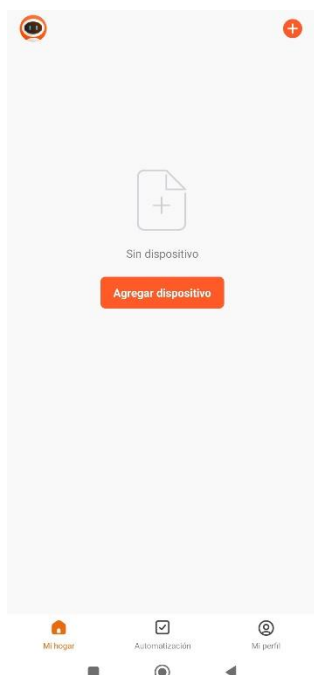 Sin dispositivo
Agregar dispositivo
Mi hogar
Automatización
Mi perfil